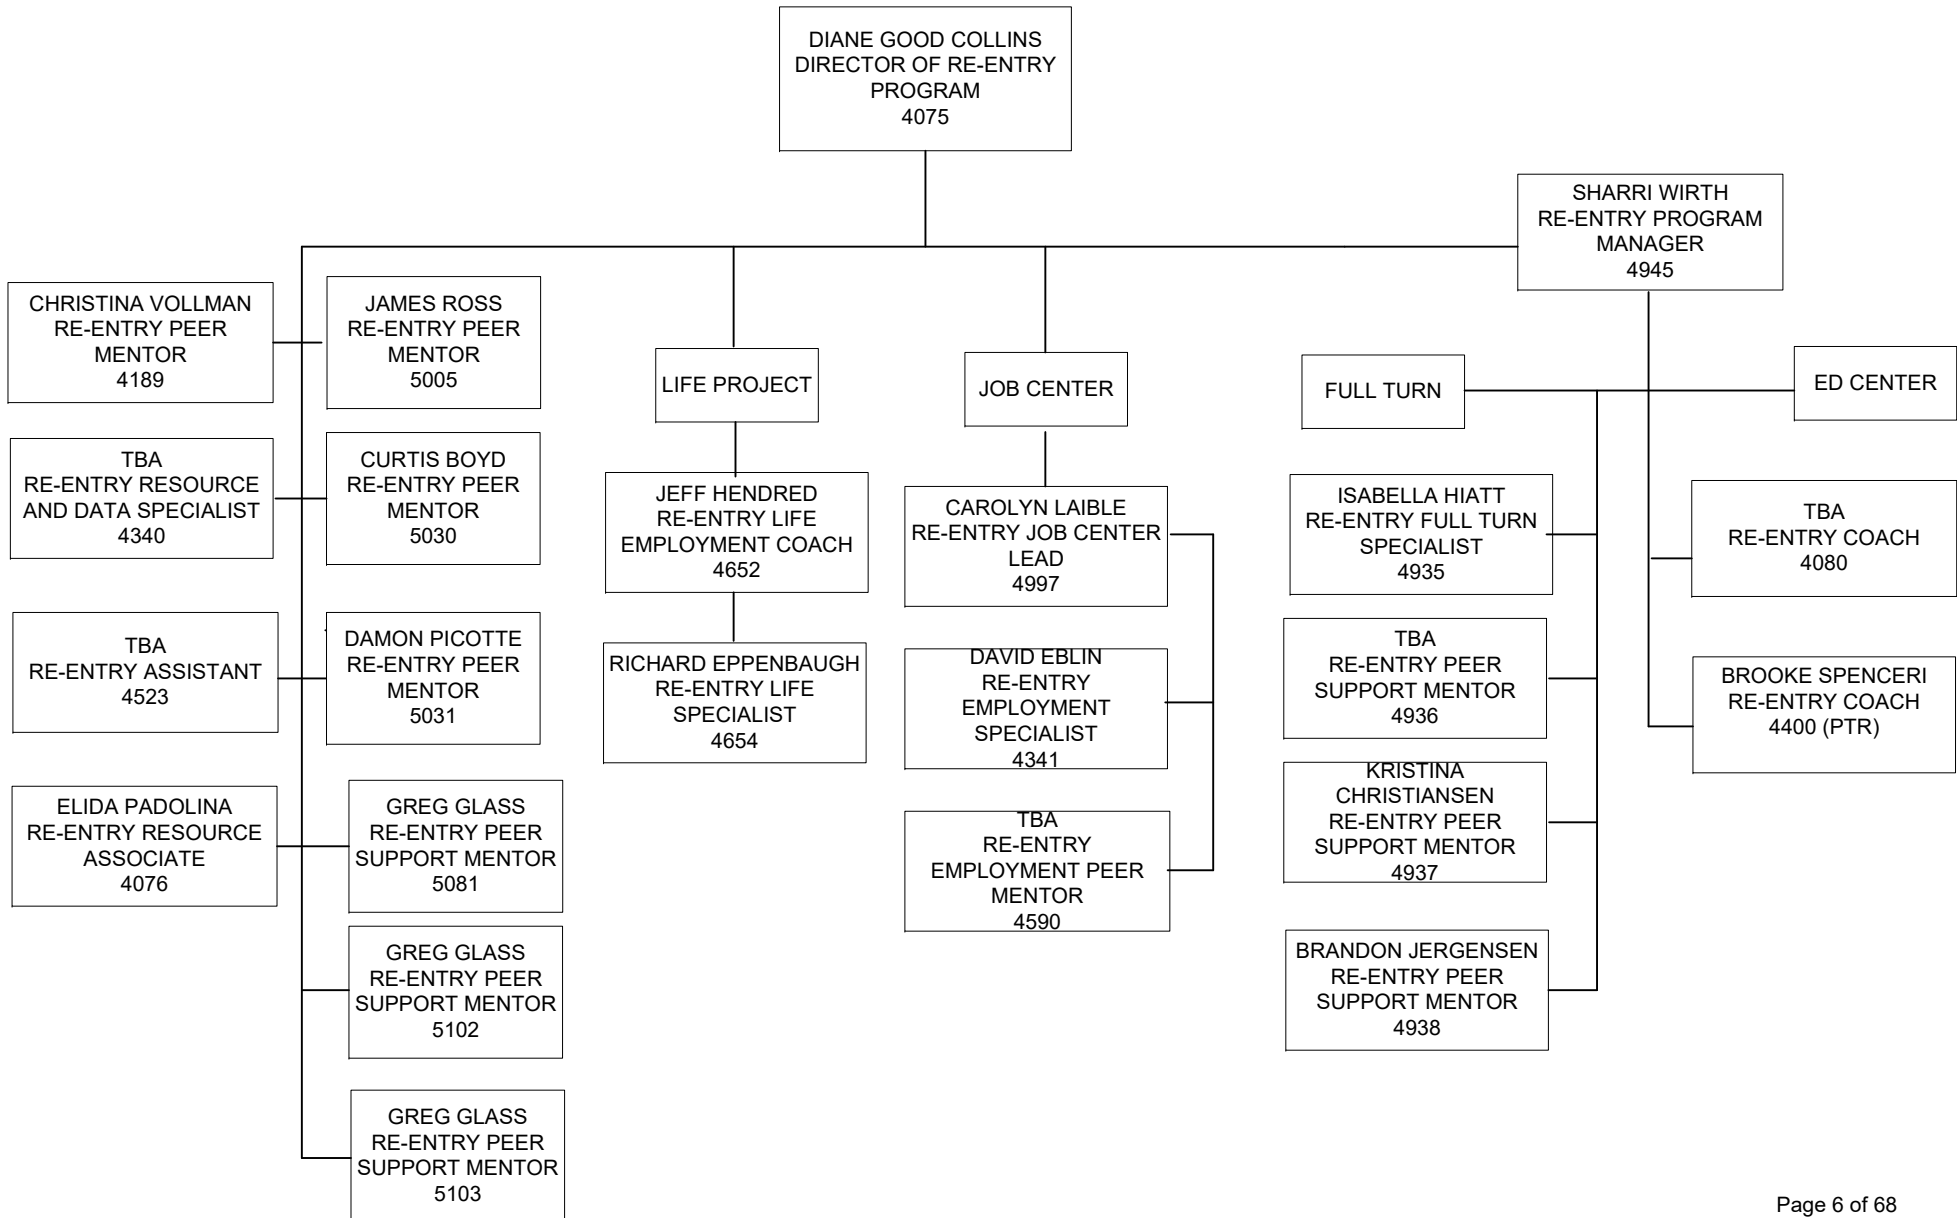 DIANE GOOD COLLINS
DIRECTOR OF RE-ENTRY
PROGRAM
4075
SHARRI WIRTH
RE-ENTRY PROGRAM
MANAGER
4945
CHRISTINA VOLLMAN
RE-ENTRY PEER
MENTOR
4189
JAMES ROSS
RE-ENTRY PEER
MENTOR
5005
TBA
RE-ENTRY RESOURCE
AND DATA SPECIALIST
4340
CURTIS BOYD
RE-ENTRY PEER
MENTOR
5030
TBA
RE-ENTRY ASSISTANT
4523
DAMON PICOTTE
RE-ENTRY PEER
MENTOR
5031
ELIDA PADOLINA
RE-ENTRY RESOURCE
ASSOCIATE
4076
GREG GLASS
RE-ENTRY PEER
SUPPORT MENTOR
5081
GREG GLASS
RE-ENTRY PEER
SUPPORT MENTOR
5102
GREG GLASS
RE-ENTRY PEER
SUPPORT MENTOR
5103
LIFE PROJECT
JEFF HENDRED
RE-ENTRY LIFE
EMPLOYMENT COACH
4652
RICHARD EPPENBAUGH
RE-ENTRY LIFE
SPECIALIST
4654
JOB CENTER
CAROLYN LAIBLE
RE-ENTRY JOB CENTER
LEAD
4997
DAVID EBLIN
RE-ENTRY
EMPLOYMENT
SPECIALIST
4341
TBA
RE-ENTRY
EMPLOYMENT PEER
MENTOR
4590
FULL TURN
ISABELLA HIATT
RE-ENTRY FULL TURN
SPECIALIST
4935
TBA
RE-ENTRY PEER
SUPPORT MENTOR
4936
KRISTINA
CHRISTIANSEN
RE-ENTRY PEER
SUPPORT MENTOR
4937
BRANDON JERGENSEN
RE-ENTRY PEER
SUPPORT MENTOR
4938
ED CENTER
TBA
RE-ENTRY COACH
4080
BROOKE SPENCERI
RE-ENTRY COACH
4400 (PTR)
Page 6 of 68